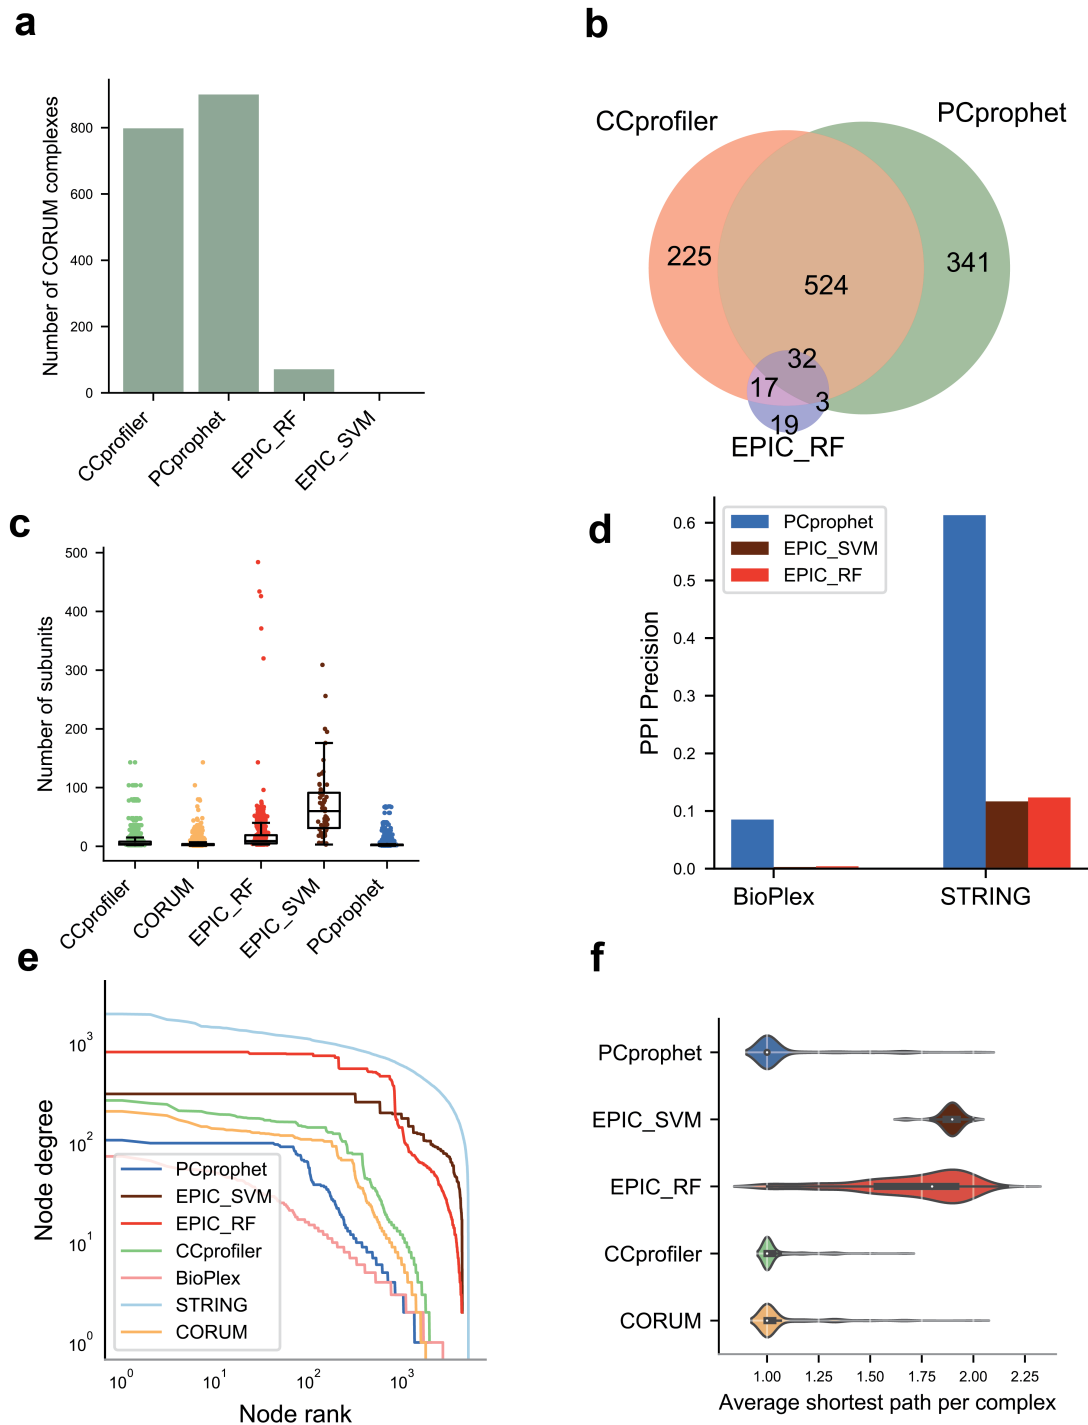 a
Number of CORUM complexes
800
600
400
200
0
CCprofiler
PCprophet
EPIC_RF
EPIC_SVM
b
CCprofiler
PCprophet
225
524
341
32
17
3
19
EPIC_RF
c
Number of subunits
500
400
300
200
100
0
CCprofiler
CORUM
EPIC_RF
EPIC_SVM
PCprophet
d
PPI Precision
0.6
0.5
0.4
0.3
0.2
0.1
0.0
PCprophet
EPIC_SVM
EPIC_RF
BioPlex
STRING
e
Node degree
10³
10²
10¹
10⁰
PCprophet
EPIC_SVM
EPIC_RF
CCprofiler
BioPlex
STRING
CORUM
10⁰ 10¹ 10² 10³
Node rank
f
PCprophet
EPIC_SVM
EPIC_RF
CCprofiler
CORUM
1.00 1.25 1.50 1.75 2.00 2.25
Average shortest path per complex